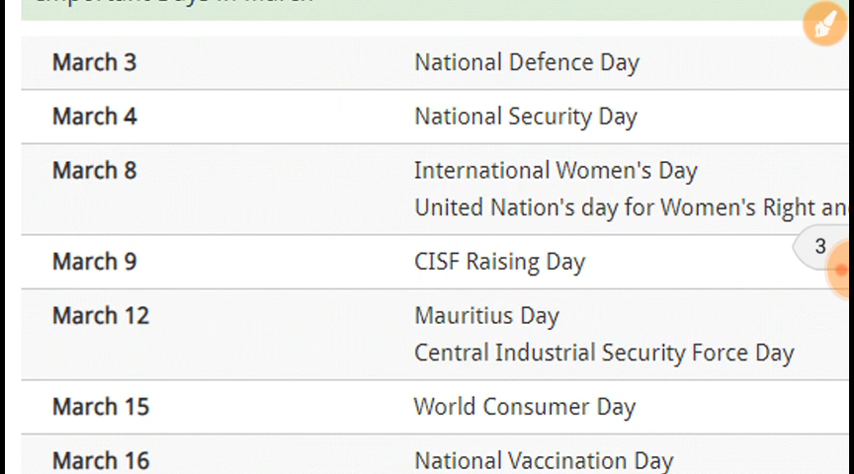 March 3 National Defence Day
March 4 National Security Day
March 8 International Women's Day
United Nation's day for Women's Right an
March 9 CISF Raising Day
3
March 12 Mauritius Day
Central Industrial Security Force Day
March 15 World Consumer Day
March 16 National Vaccination Day